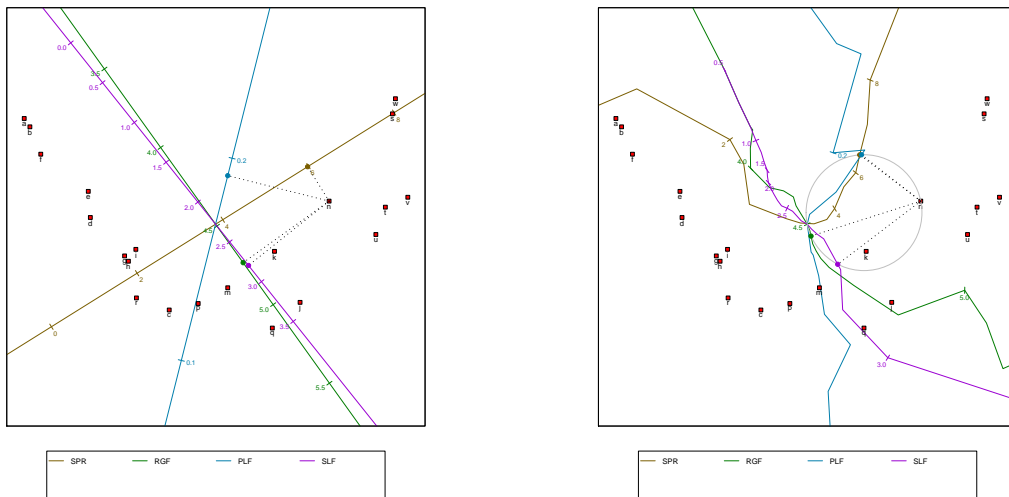 0.0
3.5
0.5
w
8
s
a
b
1.0
f
4.0
1.5
0.2
6
e
2.0
n
v
t
d
4
4.5
u
2.5
i
k
g
h
2
3.0
m
r
p
c
5.0
j
3.5
0
q
0.1
5.5
SPR RGF PLF SLF
0.5
8
w
s
a
b
2
1.0
f
0.2
4.0
1.5
6
e
2.0
n
v
t
d
2.5
4
4.5
u
i
k
g
h
m
5.0
r
p
c
j
q
3.0
SPR RGF PLF SLF